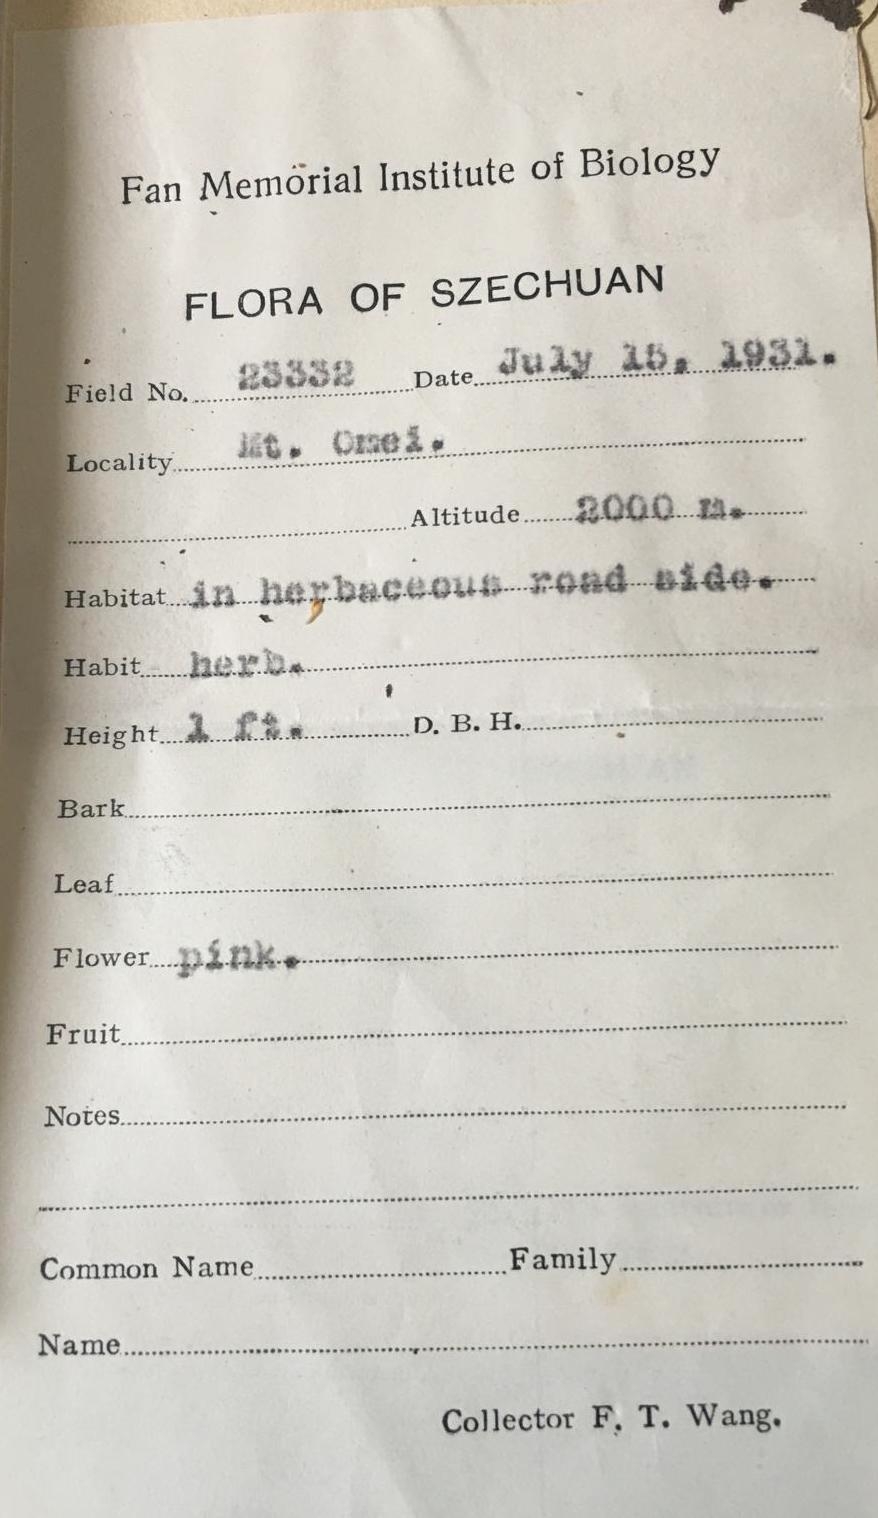 Fan Memorial Institute of Biology
FLORA OF SZECHUAN
Field No. 23332 Date July 15, 1931.
Locality Mt. Omei.
Altitude 2000 m.
Habitat in herbaceous road side.
Habit herb.
Height 1 ft. D. B. H.
Bark
Leaf
Flower pink.
Fruit
Notes
Common Name Family
Name
Collector F. T. Wang.